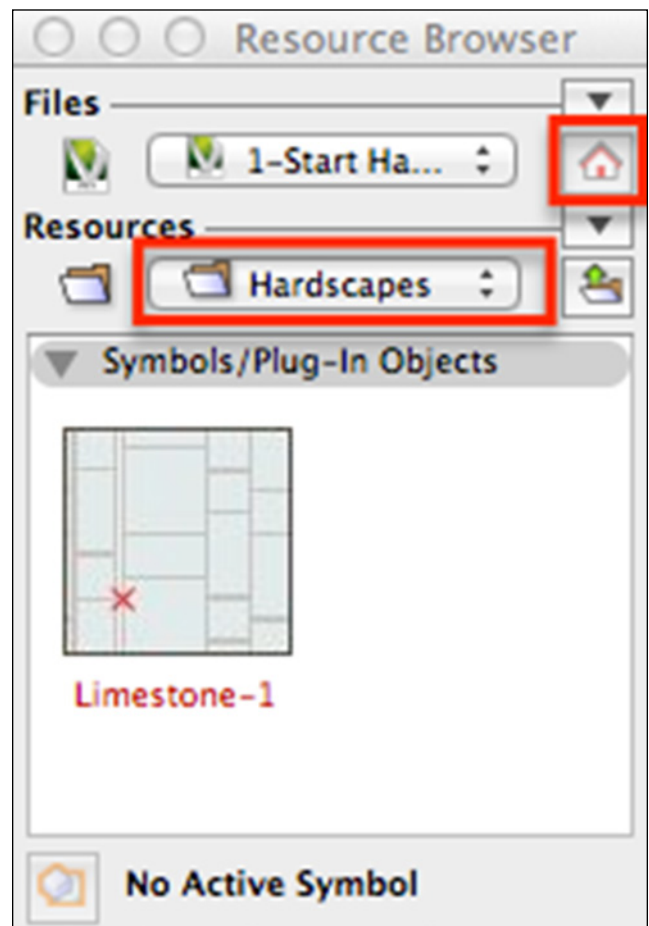 Resource Browser
Files
1-Start Ha...
Resources
Hardscapes
Symbols/Plug-In Objects
Limestone-1
No Active Symbol